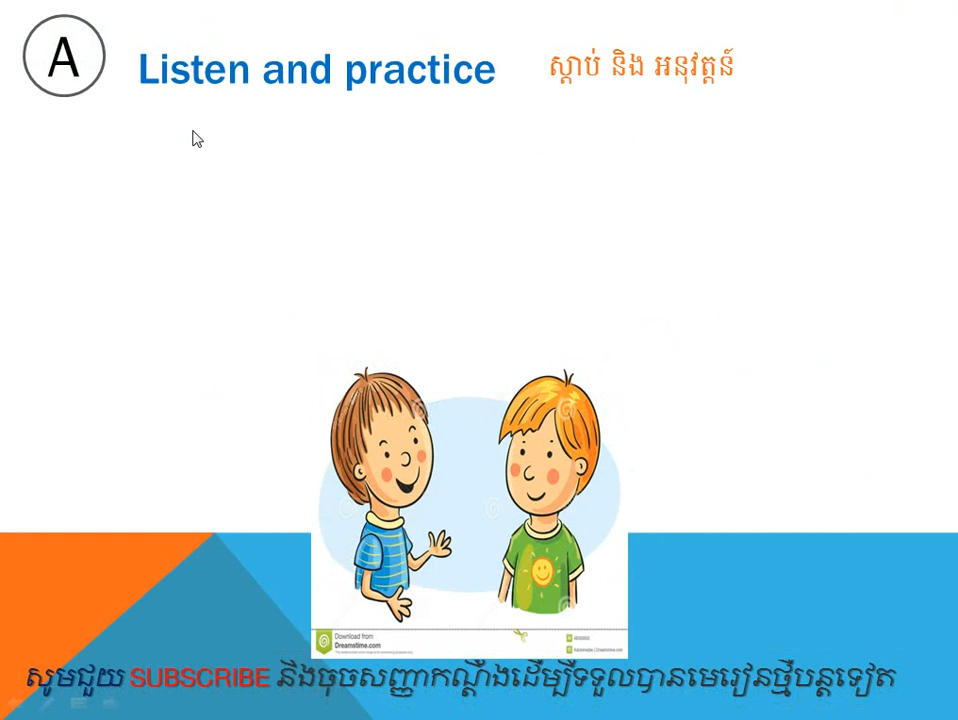 A
Listen and practice ស្ដាប់ និង អនុវត្តន៍
Download from
Dreamstime.com
សូមជួយ SUBSCRIBE និងចុចសញ្ញាកណ្ដឹងដើម្បីទទួលបានមេរៀនថ្មីបន្តទៀត